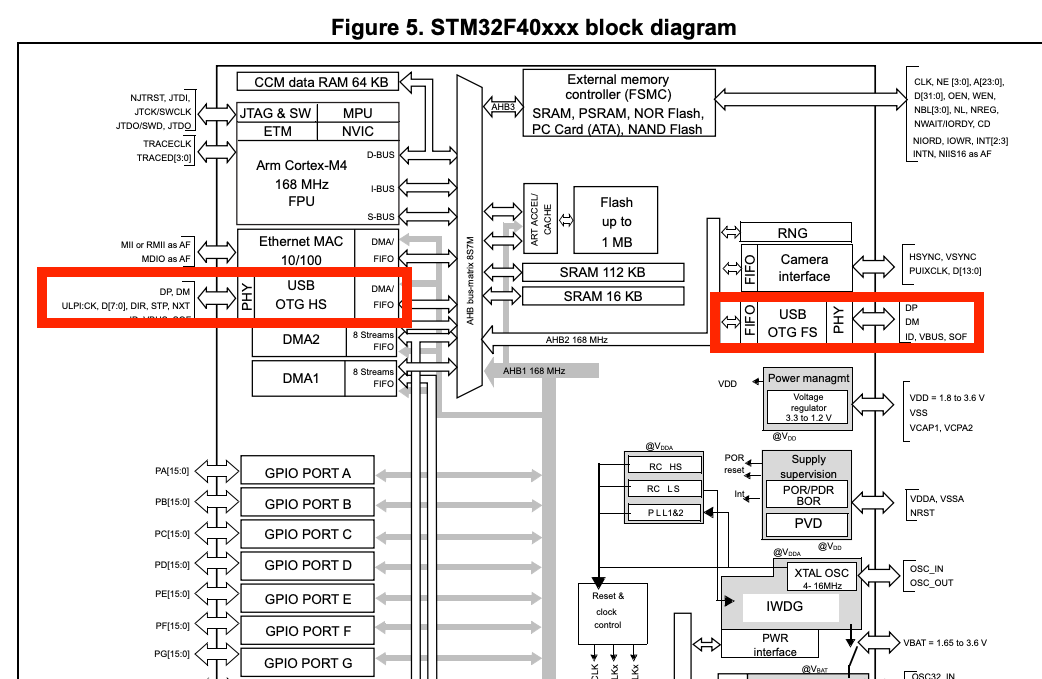 Figure 5. STM32F40xxx block diagram
CCM data RAM 64 KB
External memory
controller (FSMC)
SRAM, PSRAM, NOR Flash,
PC Card (ATA), NAND Flash
AHB3
CLK, NE [3:0], A[23:0],
D[31:0], OEN, WEN,
NBL[3:0], NL, NREG,
NWAIT/IORDY, CD
NIORD, IOWR, INT[2:3]
INTN, NIIS16 as AF
NJTRST, JTDI,
JTCK/SWCLK
JTDO/SWD, JTDO
TRACECLK
TRACED[3:0]
JTAG & SW
MPU
ETM
NVIC
Arm Cortex-M4
168 MHz
FPU
D-BUS
I-BUS
S-BUS
AHB bus-matrix 8S7M
ART ACCEL/
CACHE
Flash
up to
1 MB
SRAM 112 KB
SRAM 16 KB
RNG
FIFO
Camera
interface
HSYNC, VSYNC
PUIXCLK, D[13:0]
MII or RMII as AF
MDIO as AF
Ethernet MAC
10/100
DMA/
FIFO
DP, DM
ULPI:CK, D[7:0], DIR, STP, NXT
ID, VBUS, SOF
PHY
USB
OTG HS
DMA/
FIFO
FIFO
USB
OTG FS
PHY
DP
DM
ID, VBUS, SOF
DMA2
8 Streams
FIFO
DMA1
8 Streams
FIFO
AHB2 168 MHz
AHB1 168 MHz
VDD
Power managmt
Voltage
regulator
3.3 to 1.2 V
@VDD
VDD = 1.8 to 3.6 V
VSS
VCAP1, VCPA2
@VDDA
RC HS
RC LS
PLL1&2
POR
reset
Int
Supply
supervision
POR/PDR
BOR
PVD
@VDD
VDDA, VSSA
NRST
@VDDA
XTAL OSC
4- 16MHz
IWDG
OSC_IN
OSC_OUT
PWR
interface
VBAT = 1.65 to 3.6 V
@VBAT
OSC32_IN
Reset &
clock
control
PA[15:0]
GPIO PORT A
PB[15:0]
GPIO PORT B
PC[15:0]
GPIO PORT C
PD[15:0]
GPIO PORT D
PE[15:0]
GPIO PORT E
PF[15:0]
GPIO PORT F
PG[15:0]
GPIO PORT G